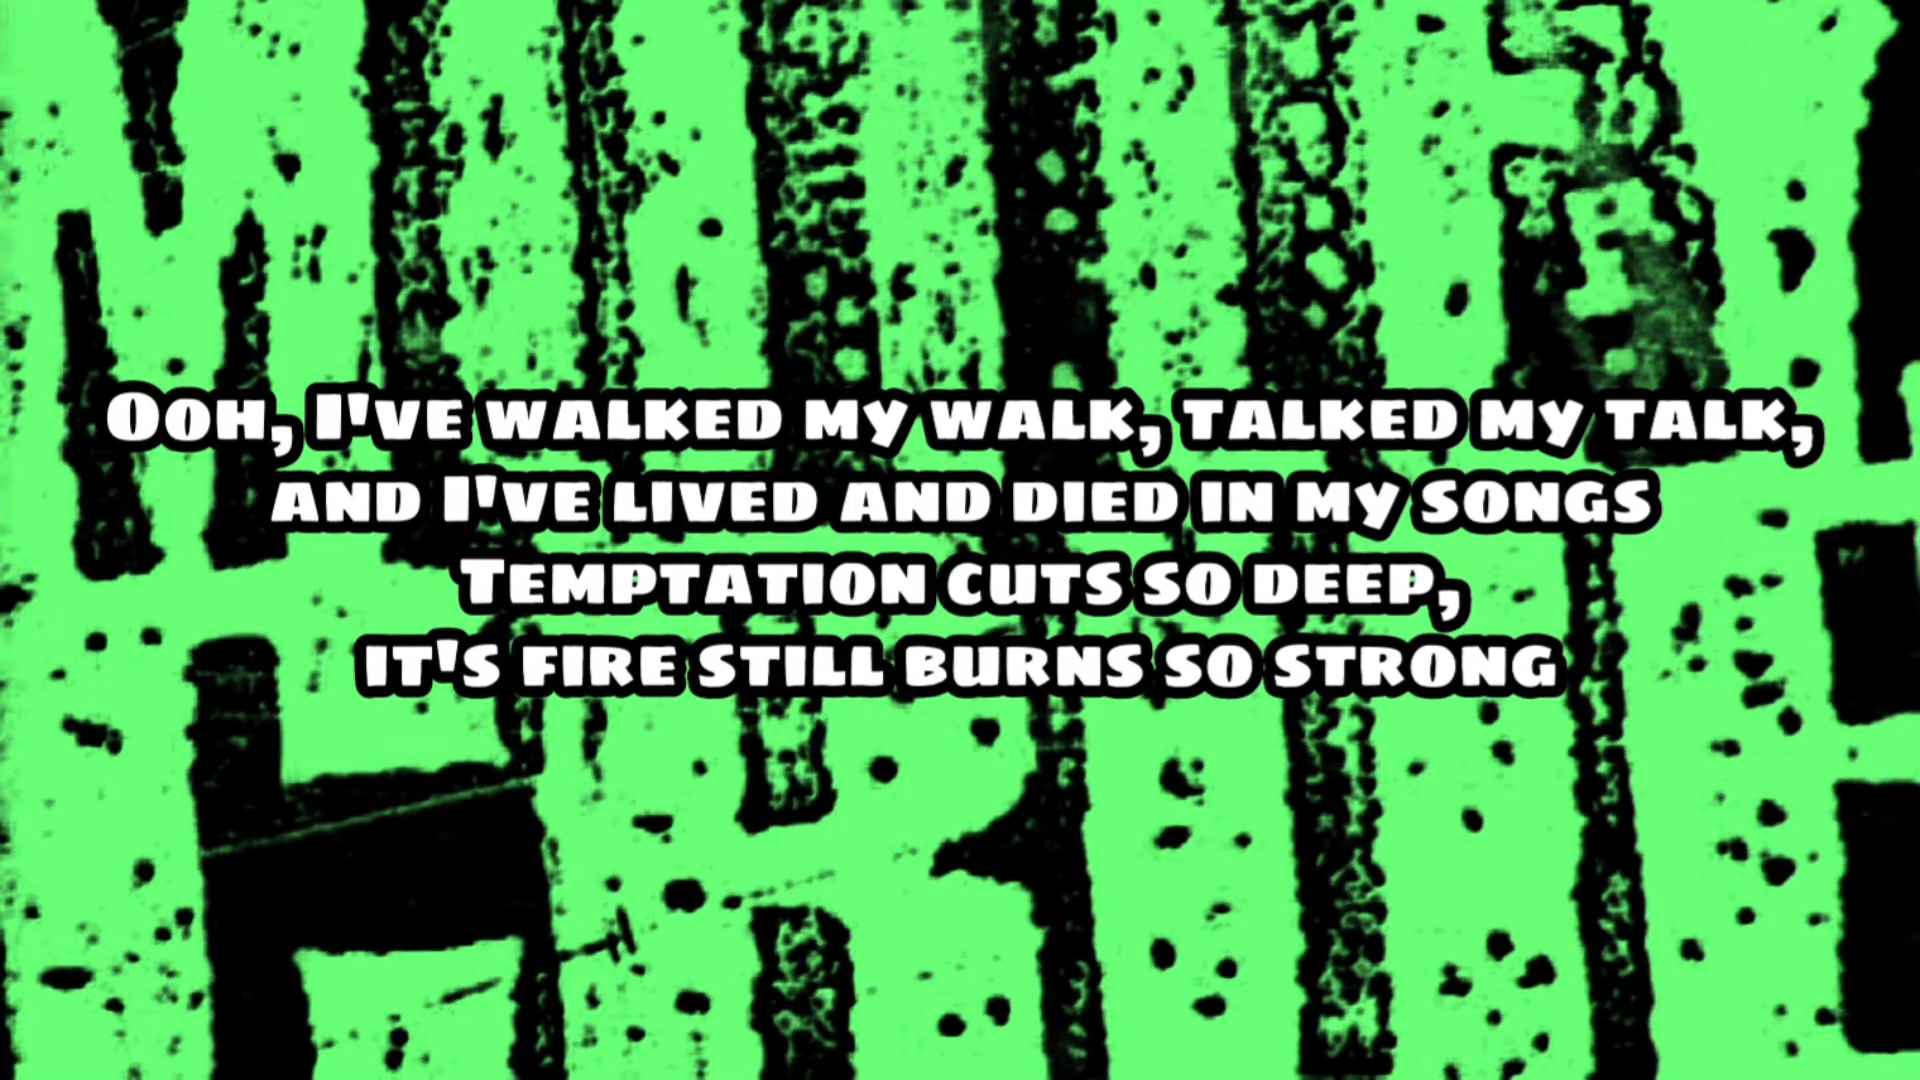 Ooh, I've walked my walk, talked my talk,
and I've lived and died in my songs
Temptation cuts so deep,
it's fire still burns so strong